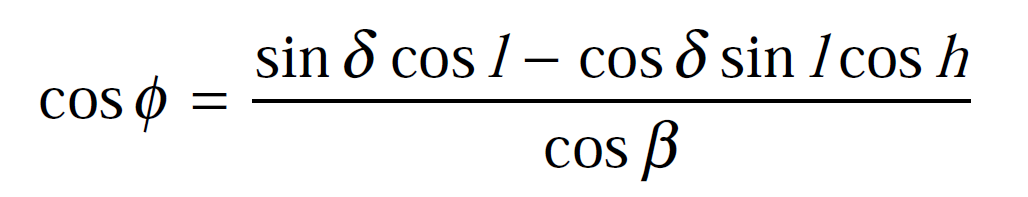 cos ϕ = (sin δ cos l − cos δ sin l cos h) / cos β